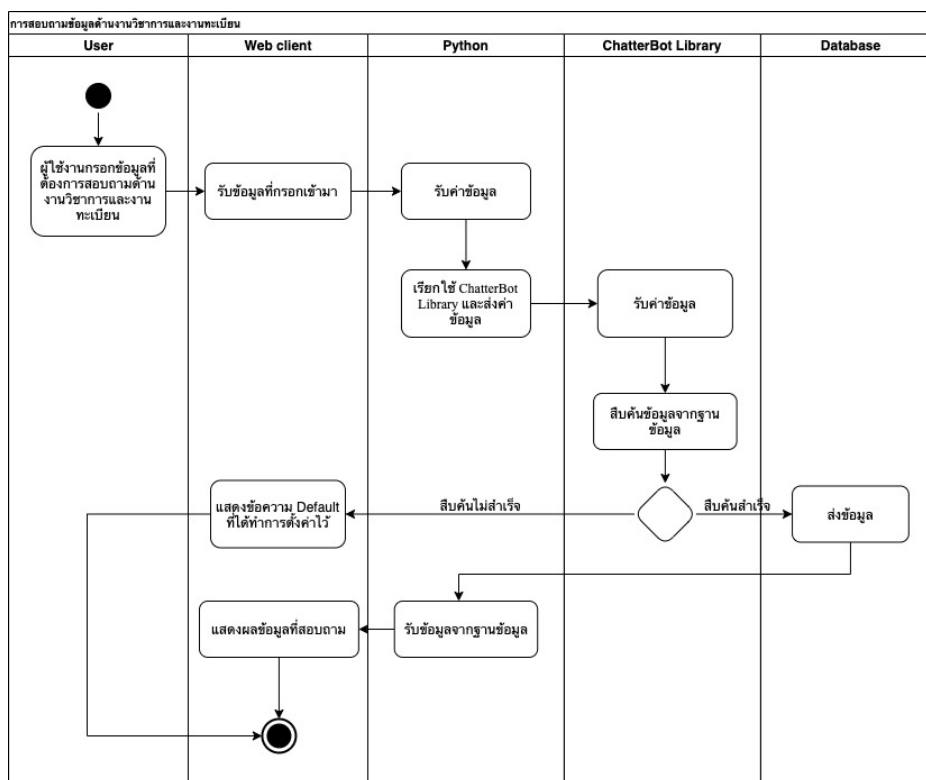 การสอบถามข้อมูลด้านงานวิชาการและงานทะเบียน
User
Web client
Python
ChatterBot Library
Database
ผู้ใช้งานกรอกข้อมูลที่
ต้องการสอบถามด้าน
งานวิชาการและงาน
ทะเบียน
รับข้อมูลที่กรอกเข้ามา
รับค่าข้อมูล
เรียกใช้ ChatterBot
Library และส่งค่า
ข้อมูล
รับค่าข้อมูล
สืบค้นข้อมูลจากฐาน
ข้อมูล
แสดงข้อความ Default
ที่ได้ทำการตั้งค่าไว้
สืบค้นไม่สำเร็จ
สืบค้นสำเร็จ
ส่งข้อมูล
แสดงผลข้อมูลที่สอบถาม
รับข้อมูลจากฐานข้อมูล